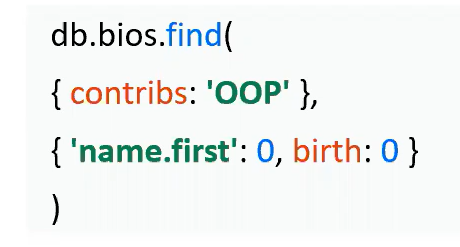 db.bios.find(
{ contribs: 'OOP' },
{ 'name.first': 0, birth: 0 }
)